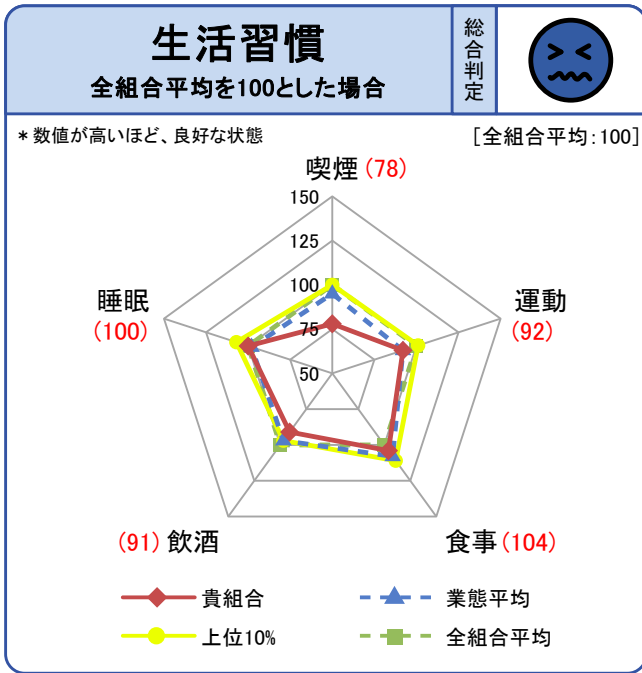 生活習慣
全組合平均を100とした場合
総合判定
*数値が高いほど、良好な状態
[全組合平均:100]
喫煙(78)
150
125
100
75
50
睡眠
(100)
運動
(92)
(91)飲酒
食事(104)
貴組合
業態平均
上位10%
全組合平均